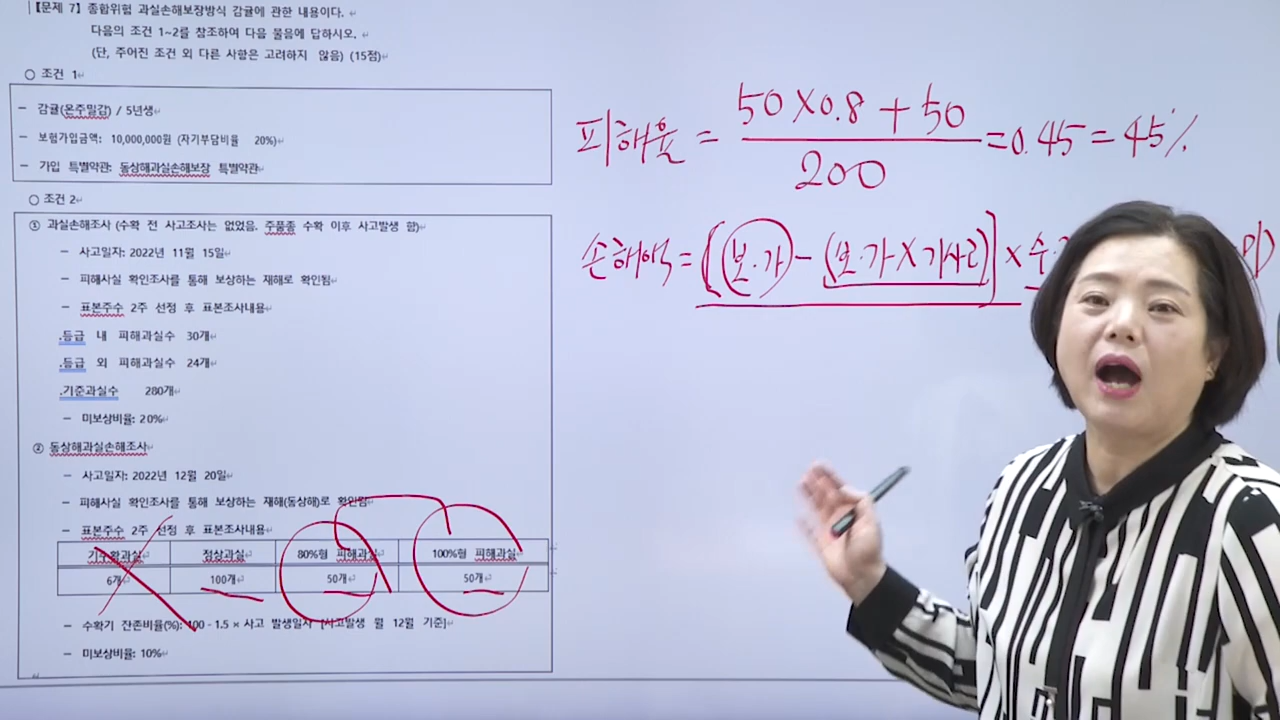 【문제 7】 종합위험 과실손해보장방식 감귤에 관한 내용이다.
다음의 조건 1~2를 참조하여 다음 물음에 답하시오.
(단, 주어진 조건 외 다른 사항은 고려하지 않음) (15점)
○ 조건 1
- 감귤(온주밀감) / 5년생
- 보험가입금액: 10,000,000원 (자기부담비율 20%)
- 가입 특별약관: 동상해과실손해보장 특별약관
○ 조건 2
① 과실손해조사 (수확 전 사고조사는 없었음. 주품종 수확 이후 사고발생 함)
- 사고일자: 2022년 11월 15일
- 피해사실 확인조사를 통해 보상하는 재해로 확인됨
- 표본주수 2주 선정 후 표본조사내용
.등급 내 피해과실수 30개
.등급 외 피해과실수 24개
.기준과실수 280개
- 미보상비율: 20%
② 동상해과실손해조사
- 사고일자: 2022년 12월 20일
- 피해사실 확인조사를 통해 보상하는 재해(동상해)로 확인됨
- 표본주수 2주 선정 후 표본조사내용
기수확과실 정상과실 80%형 피해과실 100%형 피해과실
6개 100개 50개 50개
- 수확기 잔존비율(%): 100 - 1.5 × 사고 발생일자 [사고발생 월 12월 기준]
- 미보상비율: 10%
피해율 = (50×0.8 + 50) / 200 = 0.45 = 45%
손해액 = [(보.가) - (보.가 × 기사피)] × 수.